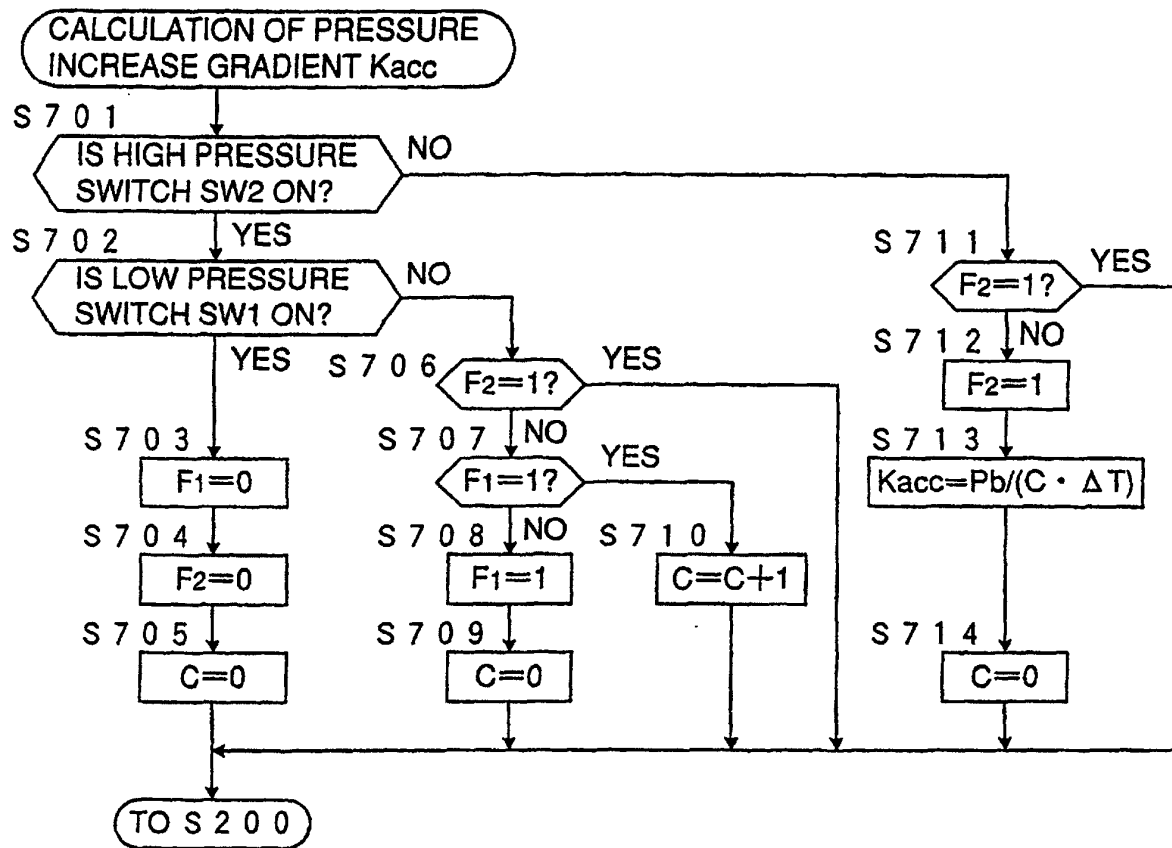 CALCULATION OF PRESSURE
INCREASE GRADIENT Kacc
S701
IS HIGH PRESSURE
SWITCH SW2 ON?
NO
YES
S702
IS LOW PRESSURE
SWITCH SW1 ON?
NO
YES
S703
F1=0
S704
F2=0
S705
C=0
S706
F2=1?
YES
NO
S707
F1=1?
YES
NO
S708
F1=1
S709
C=0
S710
C=C+1
S711
F2=1?
YES
NO
S712
F2=1
S713
Kacc=Pb/(C・ΔT)
S714
C=0
TO S200